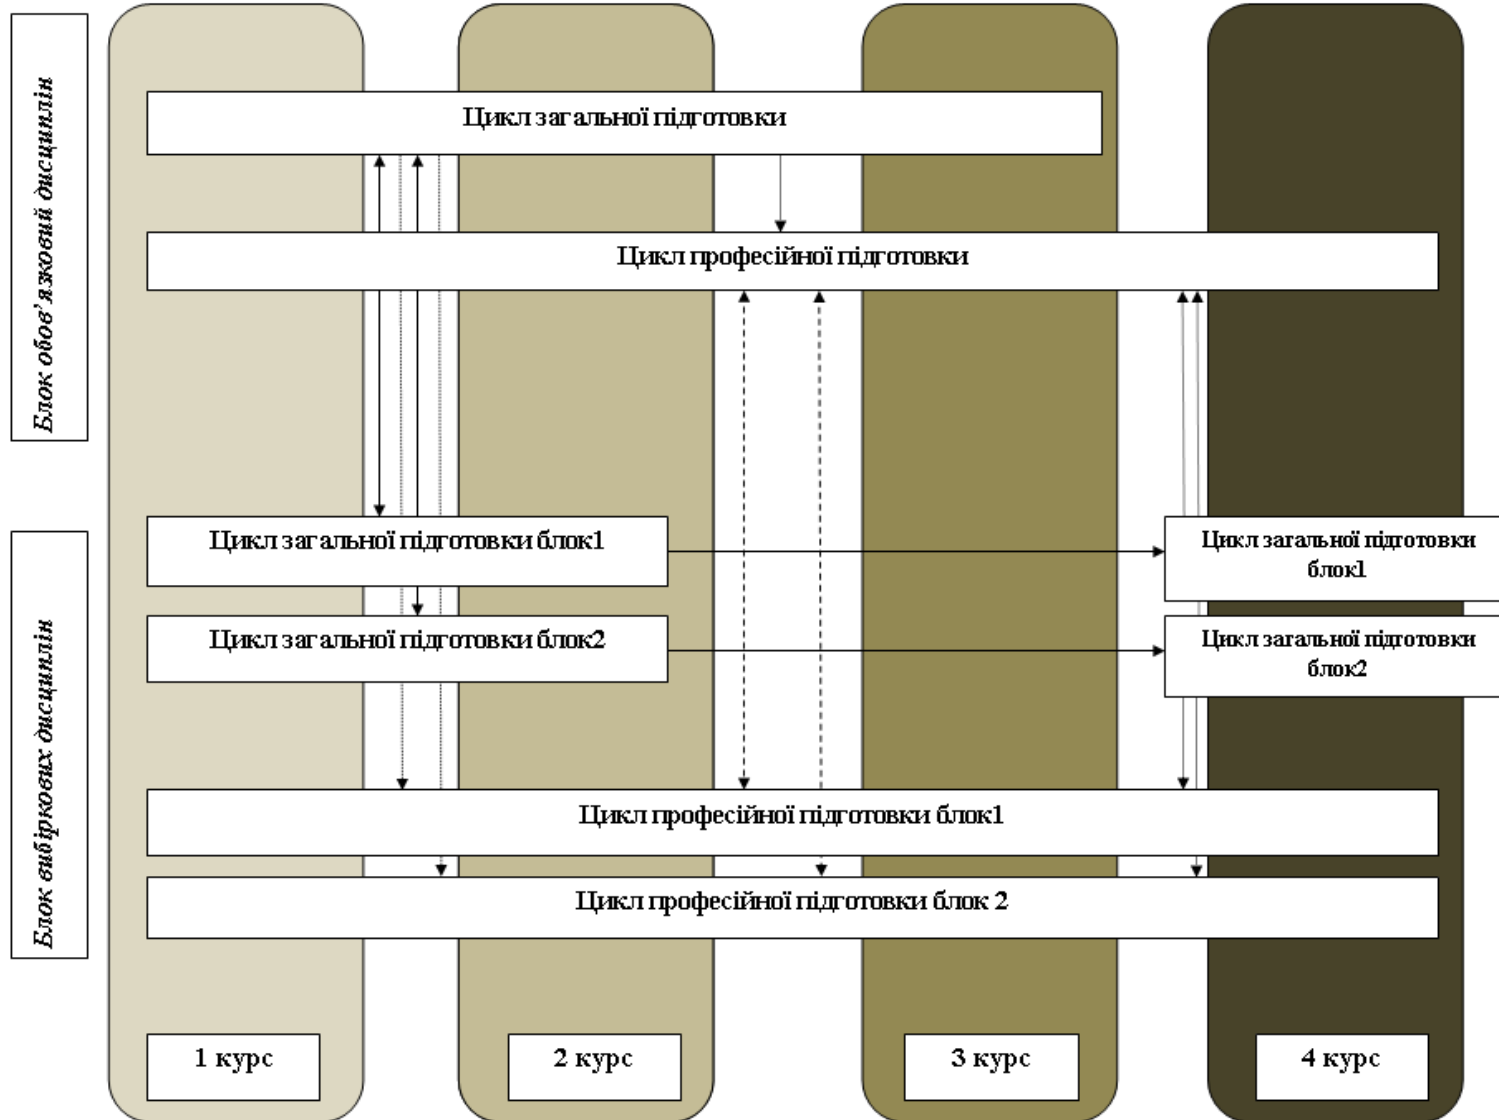 Блок обов’язковий дисциплін
Цикл загальної підготовки
Цикл професійної підготовки
Блок вибіркових дисциплін
Цикл загальної підготовки блок1
Цикл загальної підготовки
блок1
Цикл загальної підготовки блок2
Цикл загальної підготовки
блок2
Цикл професійної підготовки блок1
Цикл професійної підготовки блок 2
1 курс
2 курс
3 курс
4 курс